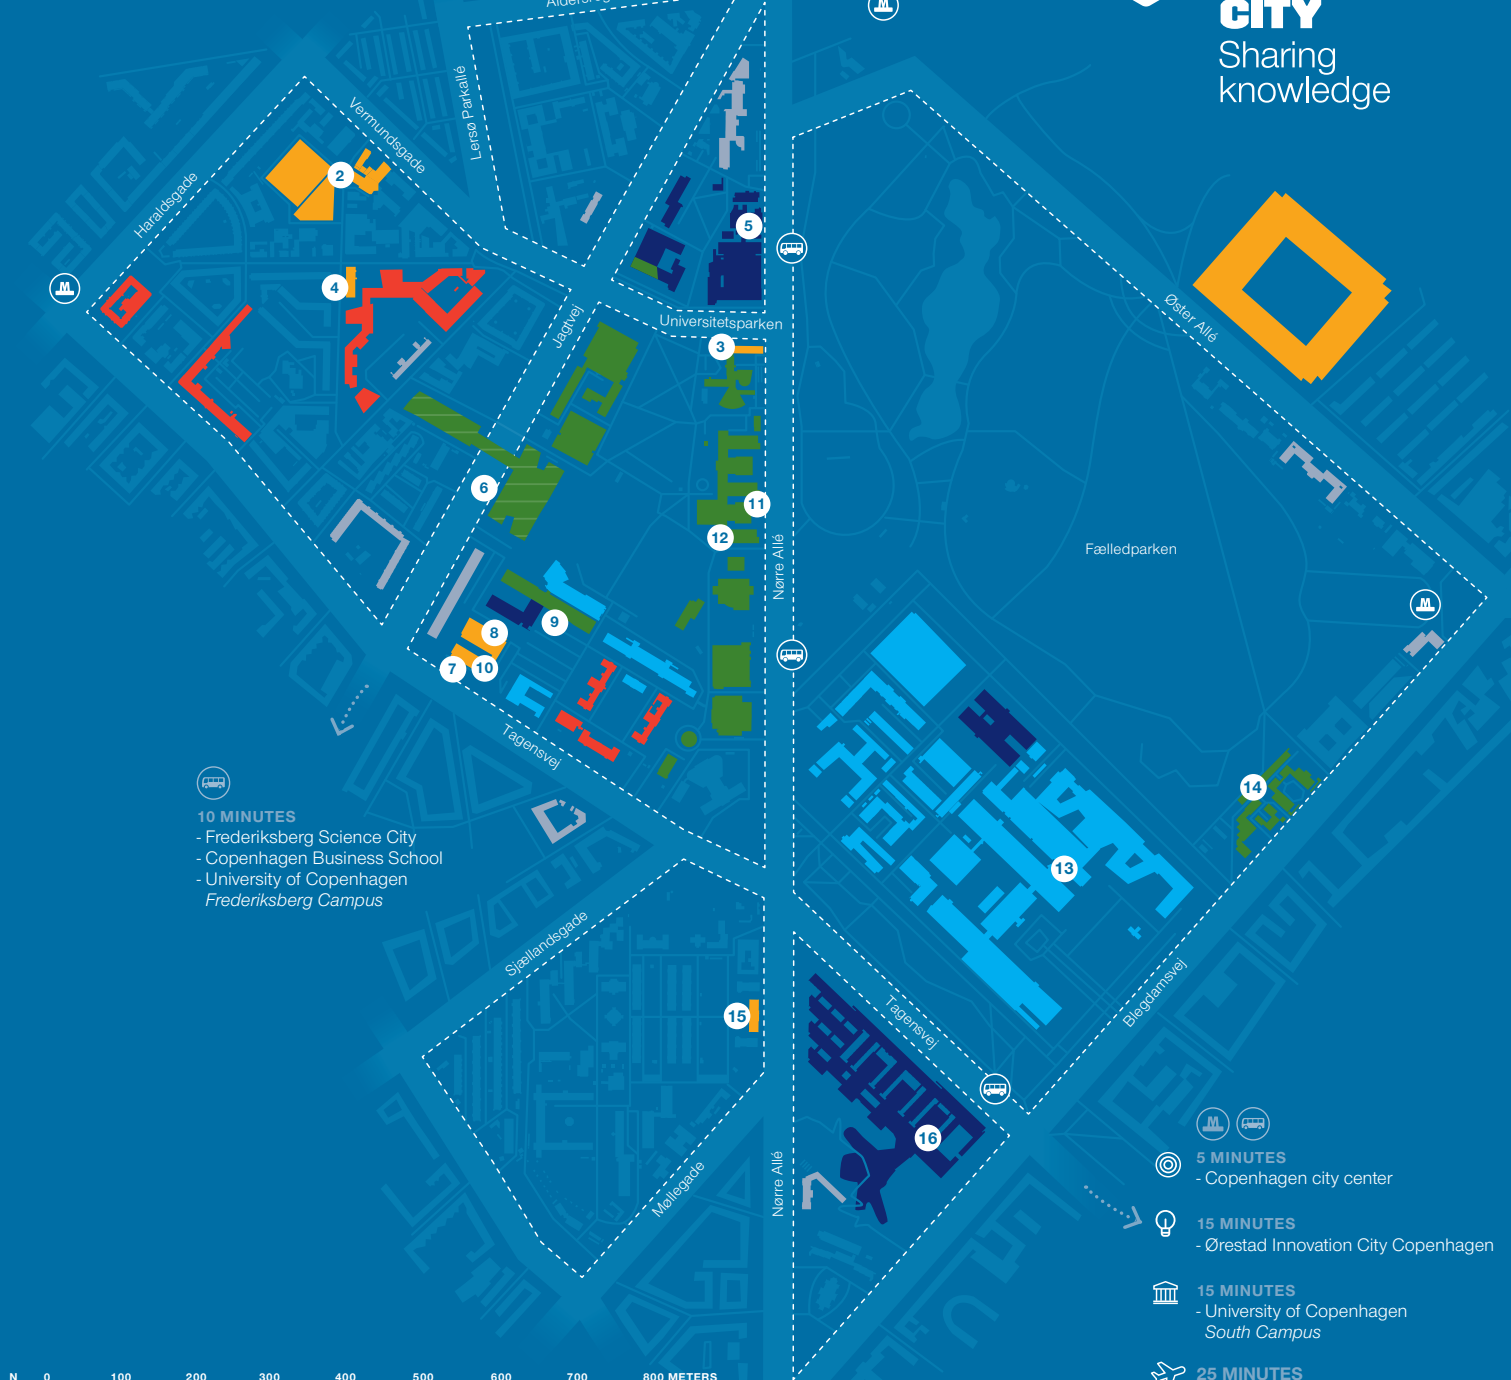 CITY
Sharing
knowledge
M
Lersø Parkallé
Vermundsgade
Haraldsgade
2
5
4
M
Jagtvej
Universitetsparken
3
Øster Allé
6
11
12
Nørre Allé
Fælledparken
M
9
8
7
10
Tagensvej
10 MINUTES
- Frederiksberg Science City
- Copenhagen Business School
- University of Copenhagen
Frederiksberg Campus
14
13
Sjællandsgade
15
Tagensvej
Blegdamsvej
16
Møllegade
Nørre Allé
M
5 MINUTES
- Copenhagen city center
15 MINUTES
- Ørestad Innovation City Copenhagen
15 MINUTES
- University of Copenhagen
South Campus
25 MINUTES
N 0 100 200 300 400 500 600 700 800 METERS